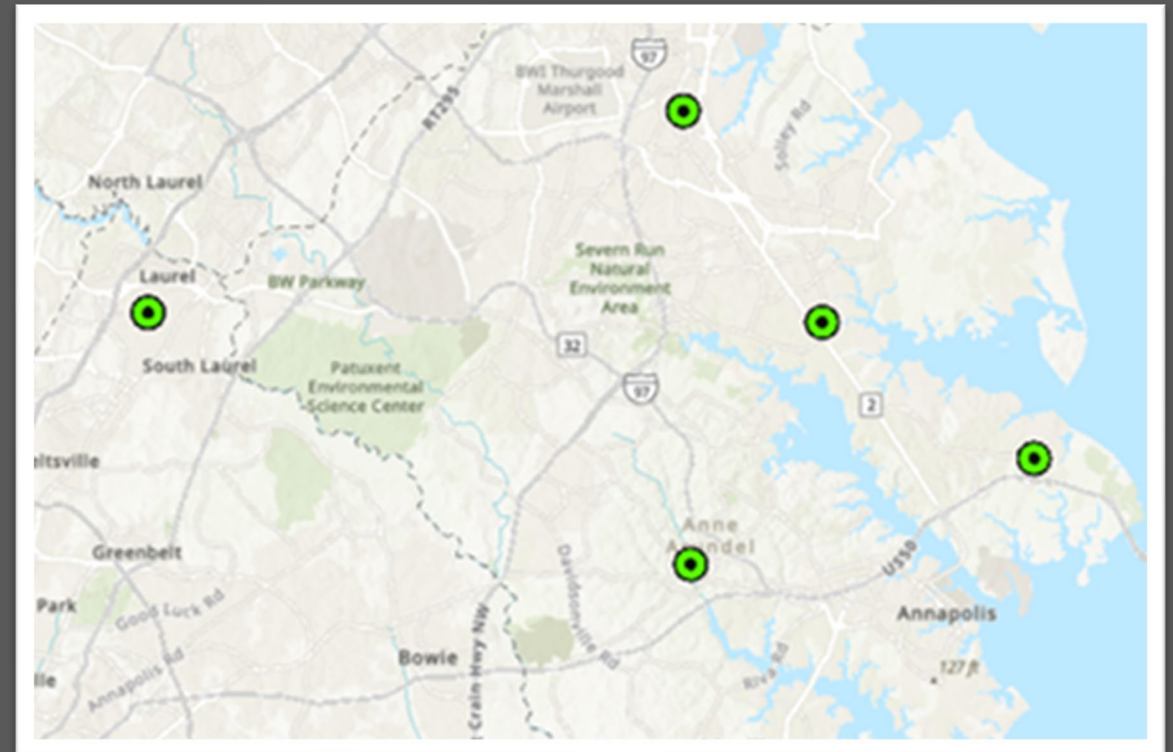 97
BWI Thurgood
Marshall
Airport
RT295
Solley Rd
North Laurel
Severn Run
Natural
Environment
Area
Laurel
BW Parkway
32
South Laurel
Patuxent
Environmental
Science Center
97
2
eltsville
Anne
Arundel
Greenbelt
US50
Davidsonville Rd
Park
Good Luck Rd
Annapolis
Crain Hwy NW
Bowie
Riva Rd
127 ft
lle
Annapolis Rd